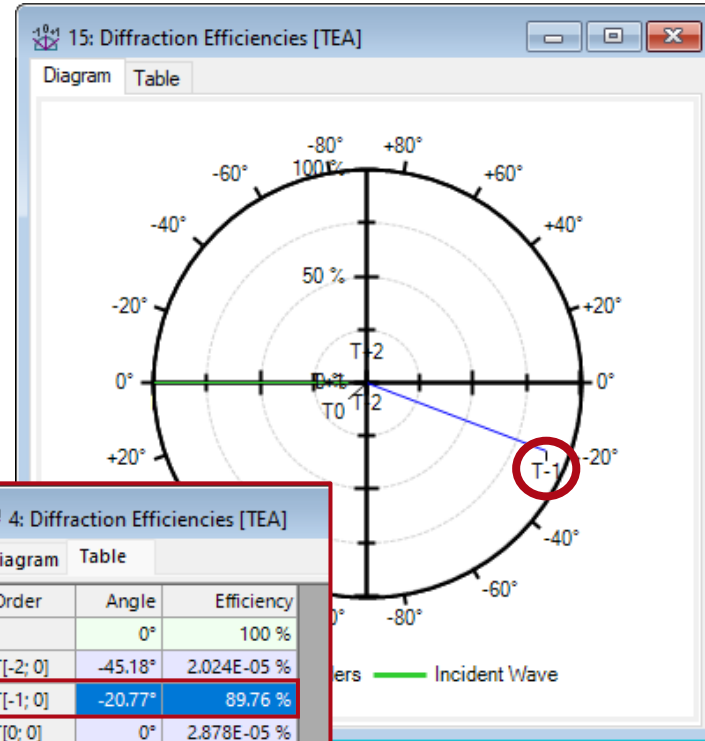 15: Diffraction Efficiencies [TEA]
Diagram Table
-80° +80°
-60° 100 % +60°
-40° +40°
50 %
-20° +20°
T+2
0° 0°
T0 T-2
+20° T-1 -20°
-40°
-60°
-80°
Incident Wave
4: Diffraction Efficiencies [TEA]
Table
Order Angle Efficiency
0° 100 %
T[-2; 0] -45.18° 2.024E-05 %
T[-1; 0] -20.77° 89.76 %
T[0; 0] 0° 2.878E-05 %